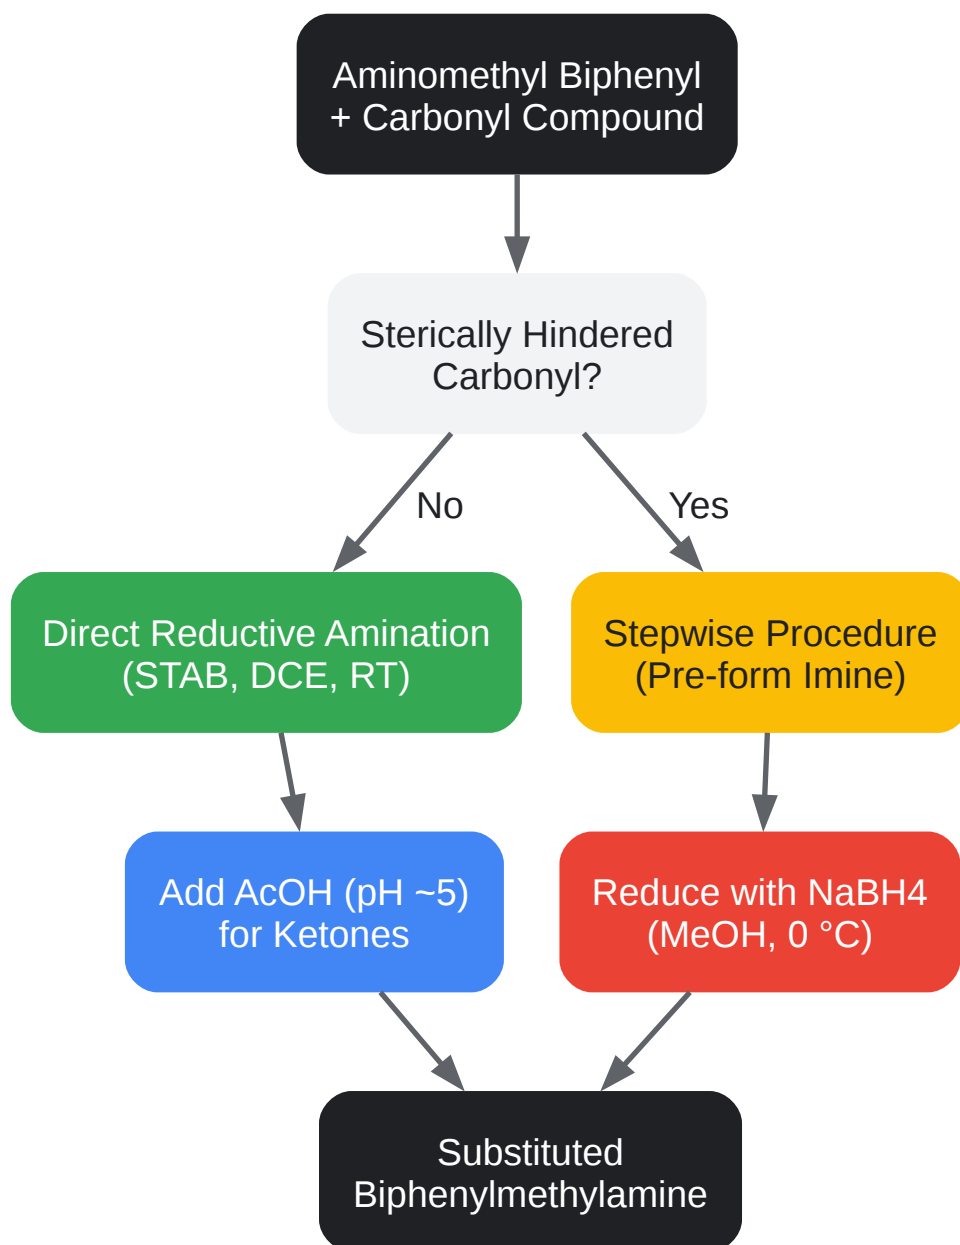 Aminomethyl Biphenyl
+ Carbonyl Compound
Sterically Hindered
Carbonyl?
No
Yes
Direct Reductive Amination
(STAB, DCE, RT)
Stepwise Procedure
(Pre-form Imine)
Add AcOH (pH ~5)
for Ketones
Reduce with NaBH4
(MeOH, 0 °C)
Substituted
Biphenylmethylamine